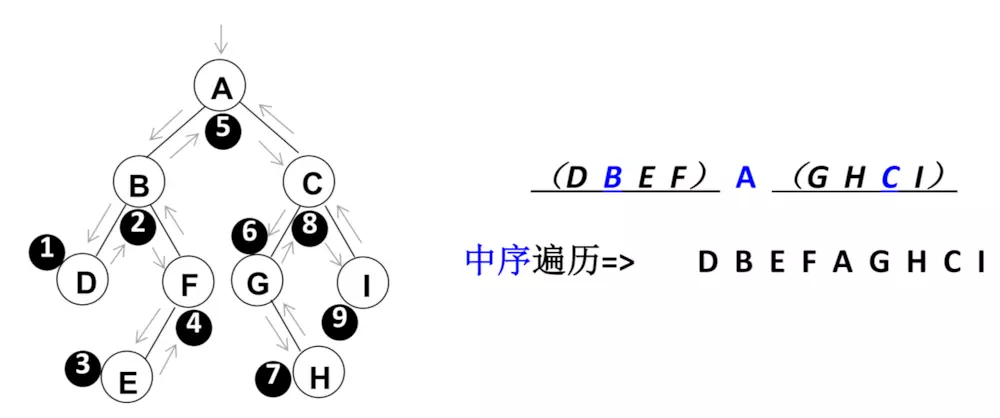 A
5
B
C
2
6
8
1
D
F
G
I
4
9
3
E
7
H
（D B E F） A （G H C I）
中序遍历=> D B E F A G H C I